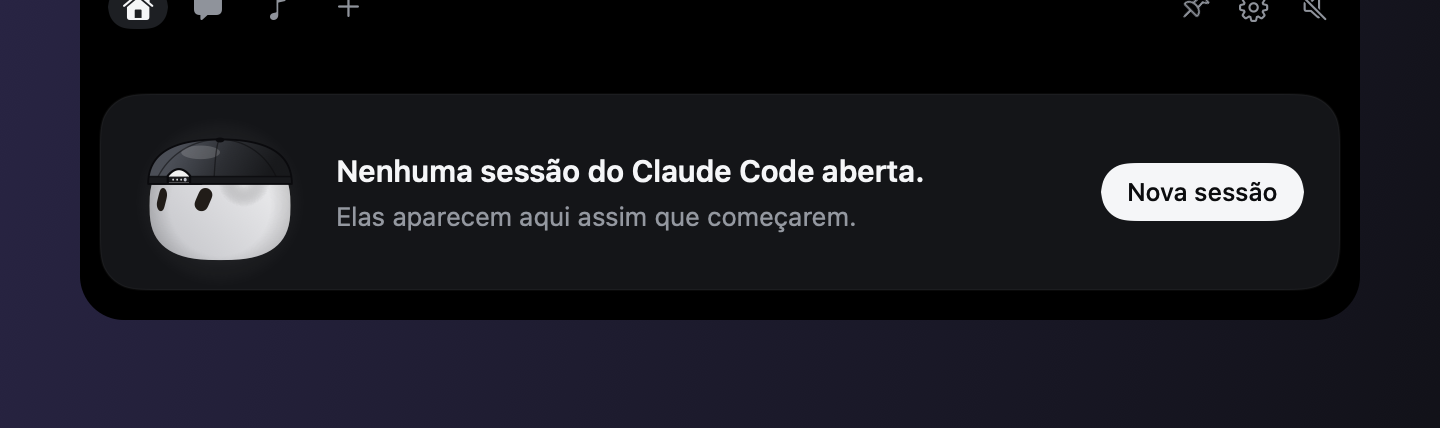 Nenhuma sessão do Claude Code aberta.
Elas aparecem aqui assim que começarem.
Nova sessão